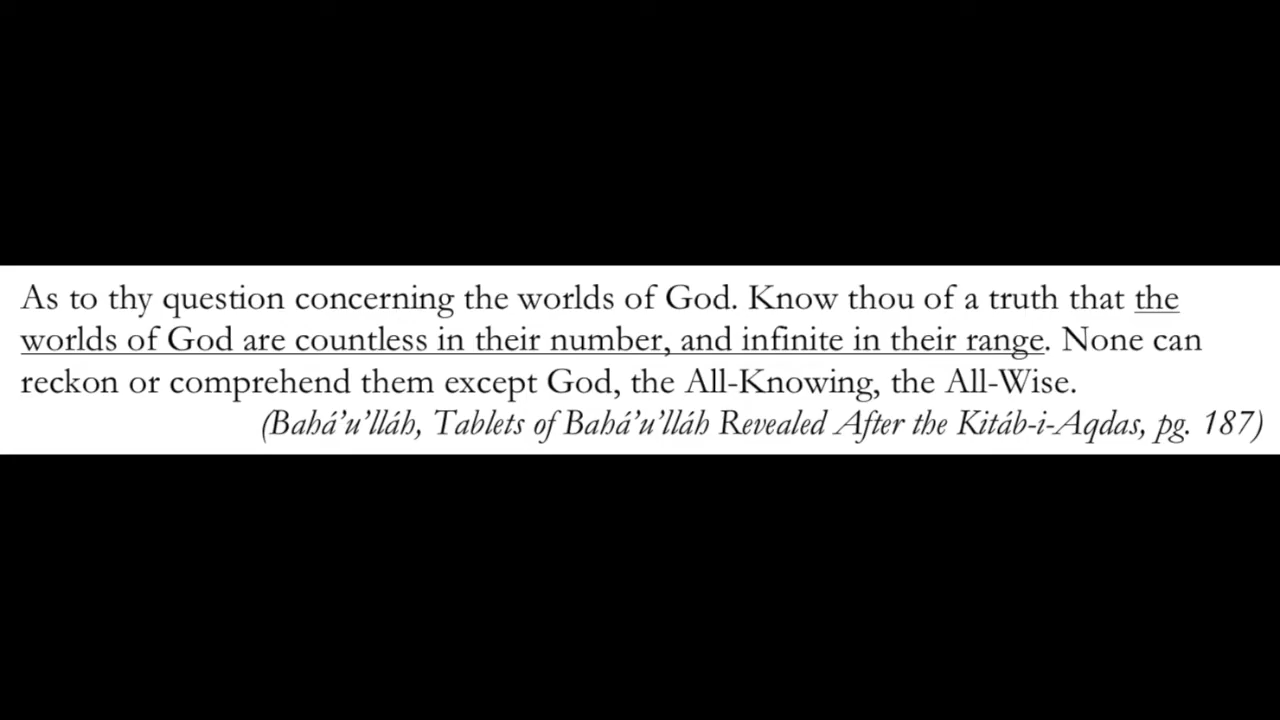 As to thy question concerning the worlds of God. Know thou of a truth that the
worlds of God are countless in their number, and infinite in their range. None can
reckon or comprehend them except God, the All-Knowing, the All-Wise.
(Bahá’u’lláh, Tablets of Bahá’u’lláh Revealed After the Kitáb-i-Aqdas, pg. 187)